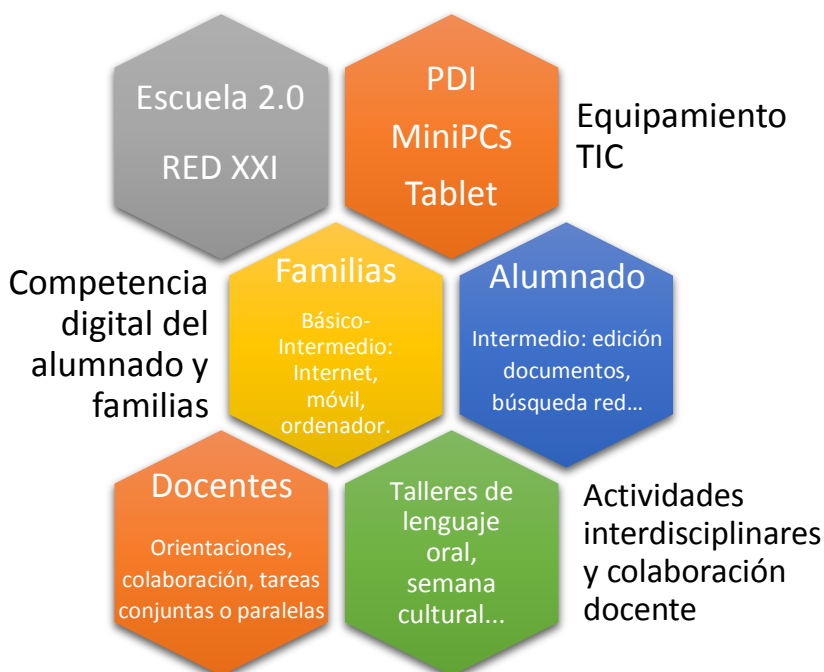 Escuela 2.0
RED XXI
PDI
MiniPCs
Tablet
Equipamiento
TIC
Competencia
digital del
alumnado y
familias
Familias
Básico-
Intermedio:
Internet,
móvil,
ordenador.
Alumnado
Intermedio: edición
documentos,
búsqueda red...
Docentes
Orientaciones,
colaboración, tareas
conjuntas o paralelas
Talleres de
lenguaje
oral,
semana
cultural...
Actividades
interdisciplinares
y colaboración
docente